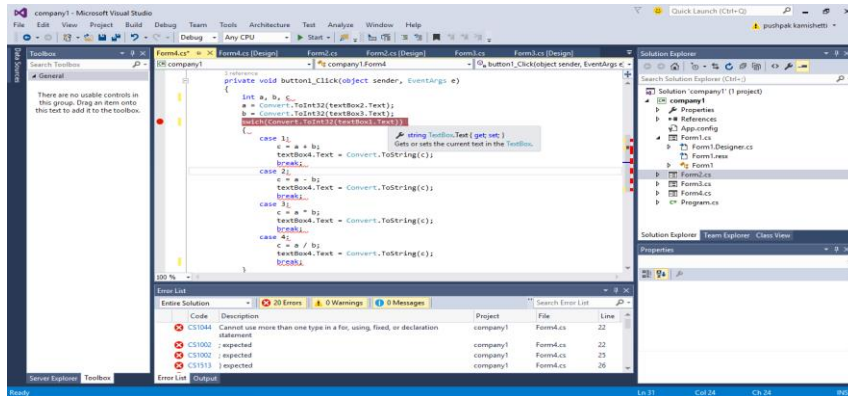 company1 - Microsoft Visual Studio
Quick Launch (Ctrl+Q)
File Edit View Project Build Debug Team Tools Architecture Test Analyze Window Help
pushpak kamishetti
Debug Any CPU Start
Data Sources
Toolbox
Search Toolbox
General
There are no usable controls in
this group. Drag an item onto
this text to add it to the toolbox.
Server Explorer Toolbox
Form4.cs* Form4.cs [Design] Form2.cs Form2.cs [Design] Form3.cs Form3.cs [Design]
company1 company1.Form4 button1_Click(object sender, EventArgs e)
1 reference
private void button1_Click(object sender, EventArgs e)
{
int a, b, c
a = Convert.ToInt32(textBox2.Text);
b = Convert.ToInt32(textBox3.Text);
swich(Convert.ToInt32(textBox1.Text))
{
string TextBox.Text { get; set; }
Gets or sets the current text in the TextBox.
case 1;
c = a + b;
textBox4.Text = Convert.ToString(c);
break;
case 2;
c = a - b;
textBox4.Text = Convert.ToString(c);
break;
case 3;
c = a * b;
textBox4.Text = Convert.ToString(c);
break;
case 4;
c = a / b;
textBox4.Text = Convert.ToString(c);
break;
}
100 %
Error List
Entire Solution 20 Errors 0 Warnings 0 Messages Search Error List
Code Description Project File Line
CS1044 Cannot use more than one type in a for, using, fixed, or declaration
statement company1 Form4.cs 22
CS1002 ; expected company1 Form4.cs 22
CS1002 ; expected company1 Form4.cs 25
CS1513 } expected company1 Form4.cs 26
Error List Output
Solution Explorer
Search Solution Explorer (Ctrl+;)
Solution 'company1' (1 project)
company1
Properties
References
App.config
Form1.cs
Form1.Designer.cs
Form1.resx
Form1
Form2.cs
Form3.cs
Form4.cs
Program.cs
Solution Explorer Team Explorer Class View
Properties
Ready Ln 31 Col 24 Ch 24 INS